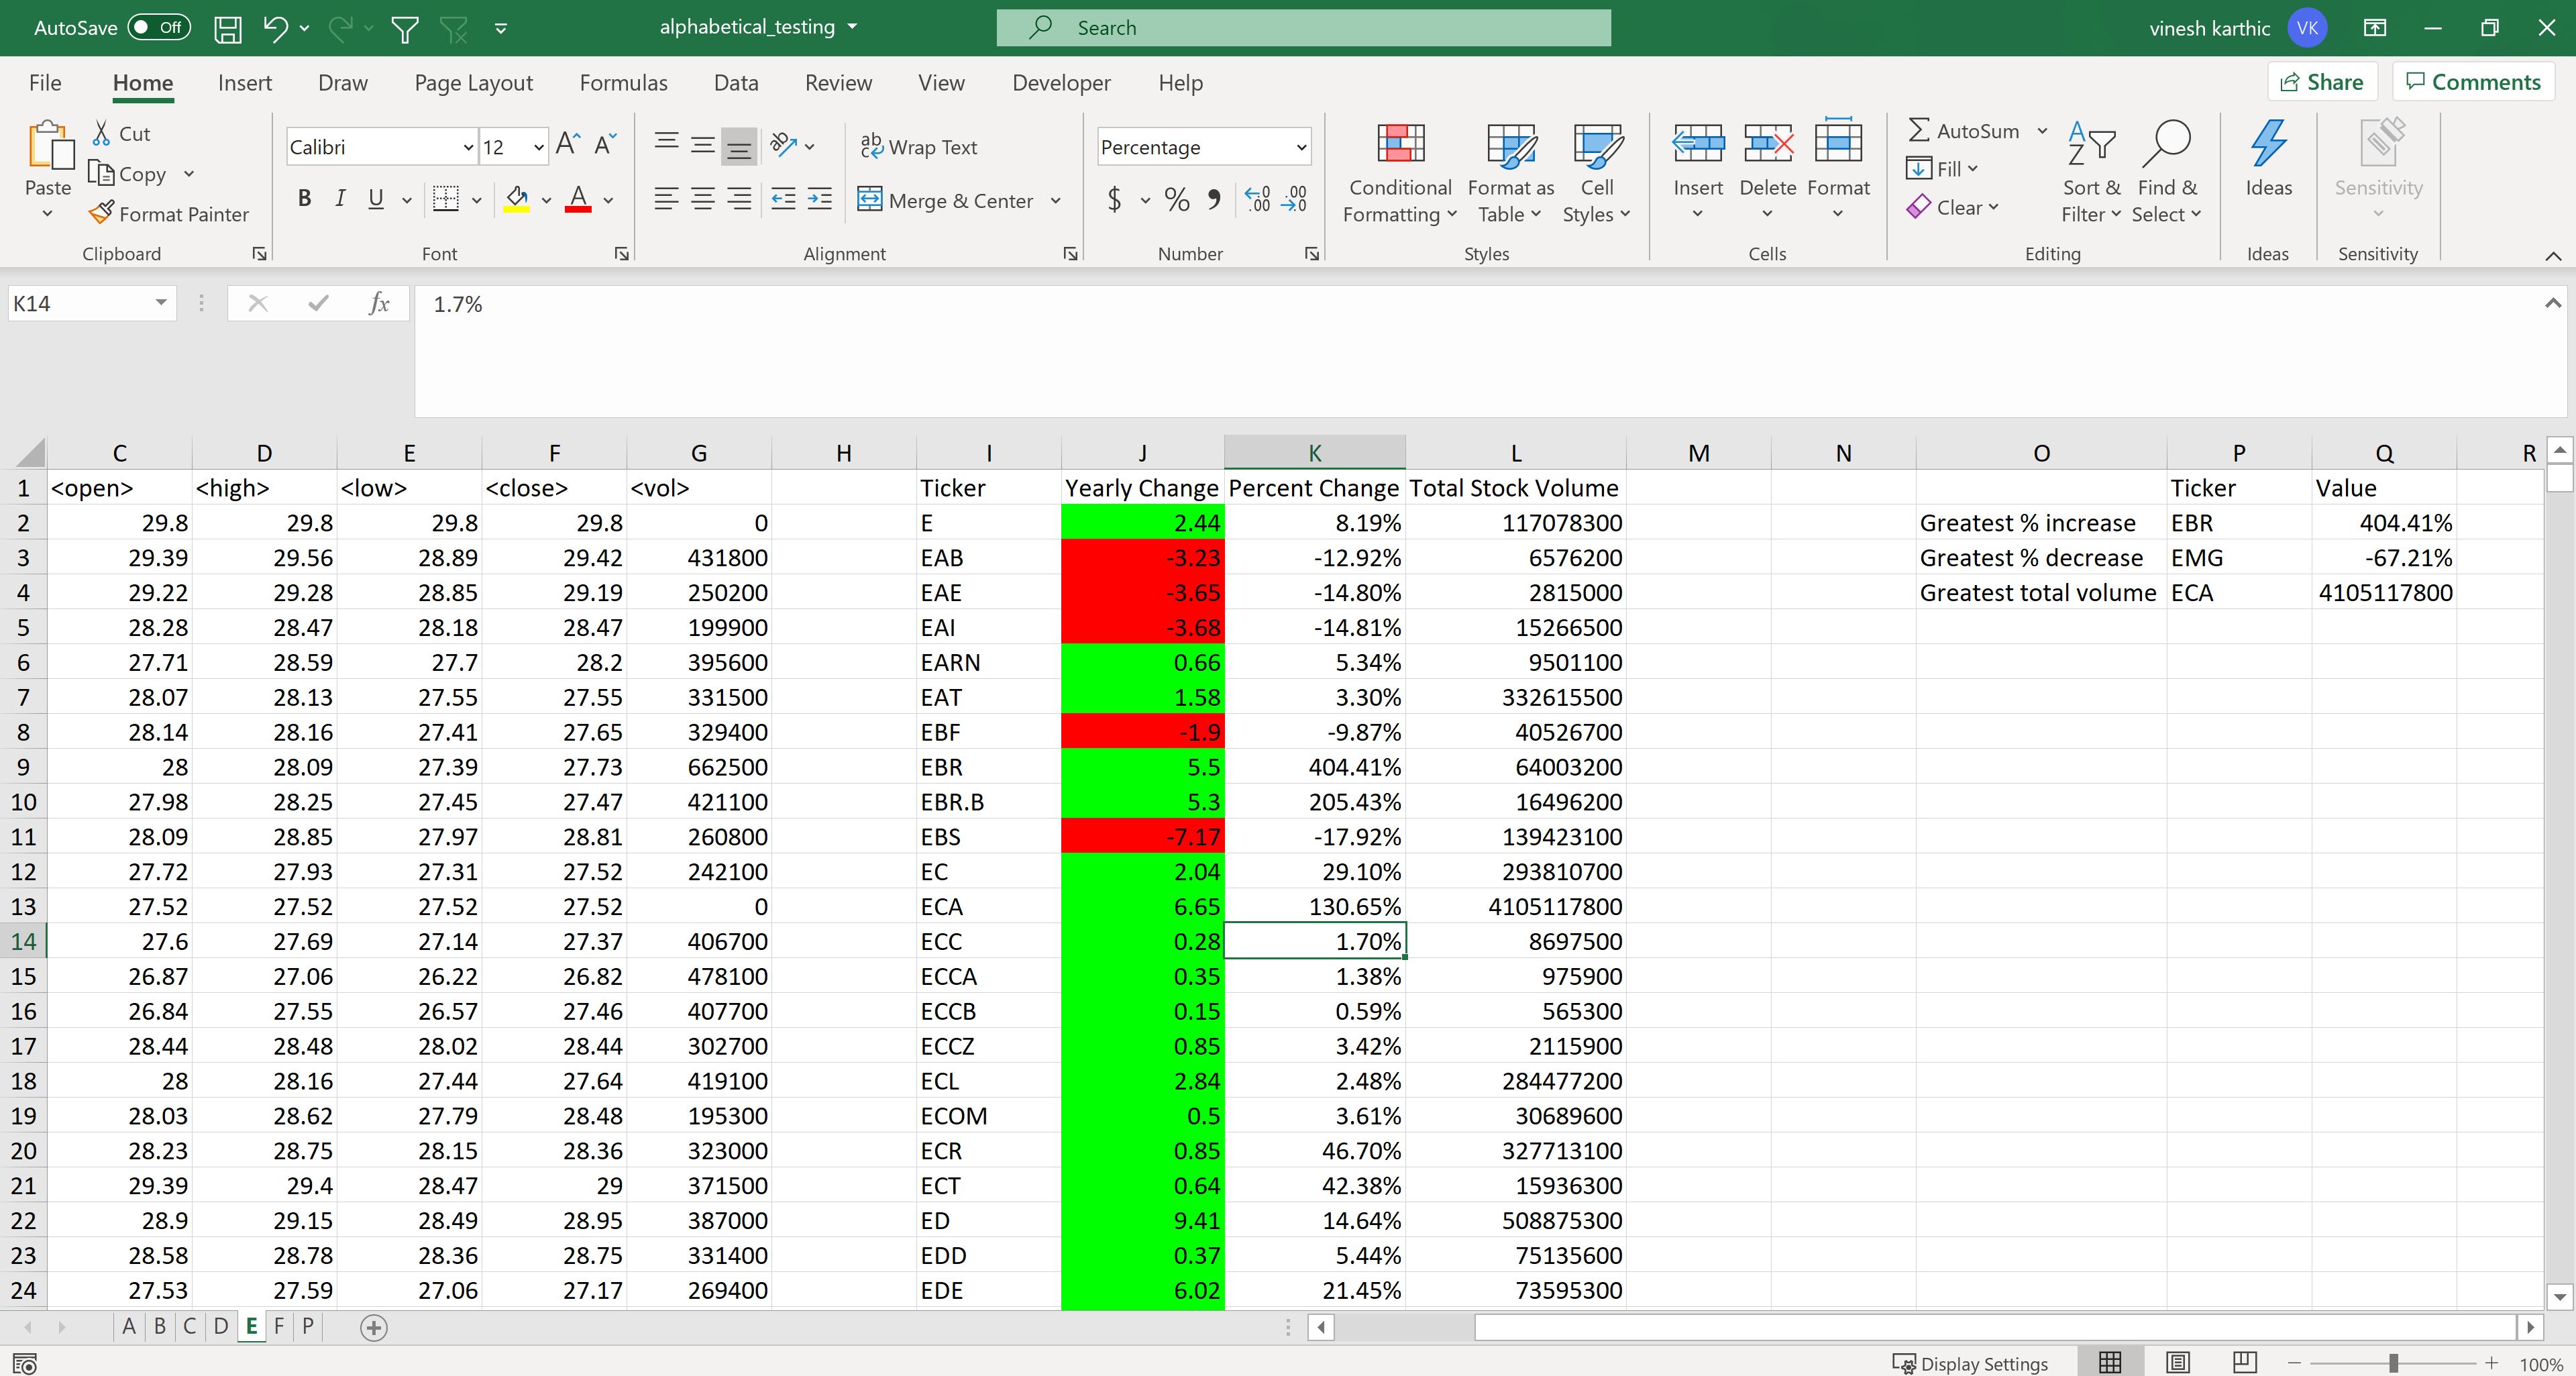 AutoSave Off alphabetical_testing Search vinesh karthic VK
File Home Insert Draw Page Layout Formulas Data Review View Developer Help Share Comments
Paste Cut Copy Format Painter Clipboard
Calibri 12 B I U A Font
ab Wrap Text Merge & Center Alignment
Percentage $ % , Number
Conditional Formatting Format as Table Cell Styles Styles
Insert Delete Format Cells
AutoSum Fill Clear Sort & Filter Find & Select Editing
Ideas Ideas
Sensitivity Sensitivity
K14 fx 1.7%
C D E F G H I J K L M N O P Q R
1 <open> <high> <low> <close> <vol> Ticker Yearly Change Percent Change Total Stock Volume Ticker Value
2 29.8 29.8 29.8 29.8 0 E 2.44 8.19% 117078300 Greatest % increase EBR 404.41%
3 29.39 29.56 28.89 29.42 431800 EAB -3.23 -12.92% 6576200 Greatest % decrease EMG -67.21%
4 29.22 29.28 28.85 29.19 250200 EAE -3.65 -14.80% 2815000 Greatest total volume ECA 4105117800
5 28.28 28.47 28.18 28.47 199900 EAI -3.68 -14.81% 15266500
6 27.71 28.59 27.7 28.2 395600 EARN 0.66 5.34% 9501100
7 28.07 28.13 27.55 27.55 331500 EAT 1.58 3.30% 332615500
8 28.14 28.16 27.41 27.65 329400 EBF -1.9 -9.87% 40526700
9 28 28.09 27.39 27.73 662500 EBR 5.5 404.41% 64003200
10 27.98 28.25 27.45 27.47 421100 EBR.B 5.3 205.43% 16496200
11 28.09 28.85 27.97 28.81 260800 EBS -7.17 -17.92% 139423100
12 27.72 27.93 27.31 27.52 242100 EC 2.04 29.10% 293810700
13 27.52 27.52 27.52 27.52 0 ECA 6.65 130.65% 4105117800
14 27.6 27.69 27.14 27.37 406700 ECC 0.28 1.70% 8697500
15 26.87 27.06 26.22 26.82 478100 ECCA 0.35 1.38% 975900
16 26.84 27.55 26.57 27.46 407700 ECCB 0.15 0.59% 565300
17 28.44 28.48 28.02 28.44 302700 ECCZ 0.85 3.42% 2115900
18 28 28.16 27.44 27.64 419100 ECL 2.84 2.48% 284477200
19 28.03 28.62 27.79 28.48 195300 ECOM 0.5 3.61% 30689600
20 28.23 28.75 28.15 28.36 323000 ECR 0.85 46.70% 327713100
21 29.39 29.4 28.47 29 371500 ECT 0.64 42.38% 15936300
22 28.9 29.15 28.49 28.95 387000 ED 9.41 14.64% 508875300
23 28.58 28.78 28.36 28.75 331400 EDD 0.37 5.44% 75135600
24 27.53 27.59 27.06 27.17 269400 EDE 6.02 21.45% 73595300
A B C D E F P
Display Settings 100%